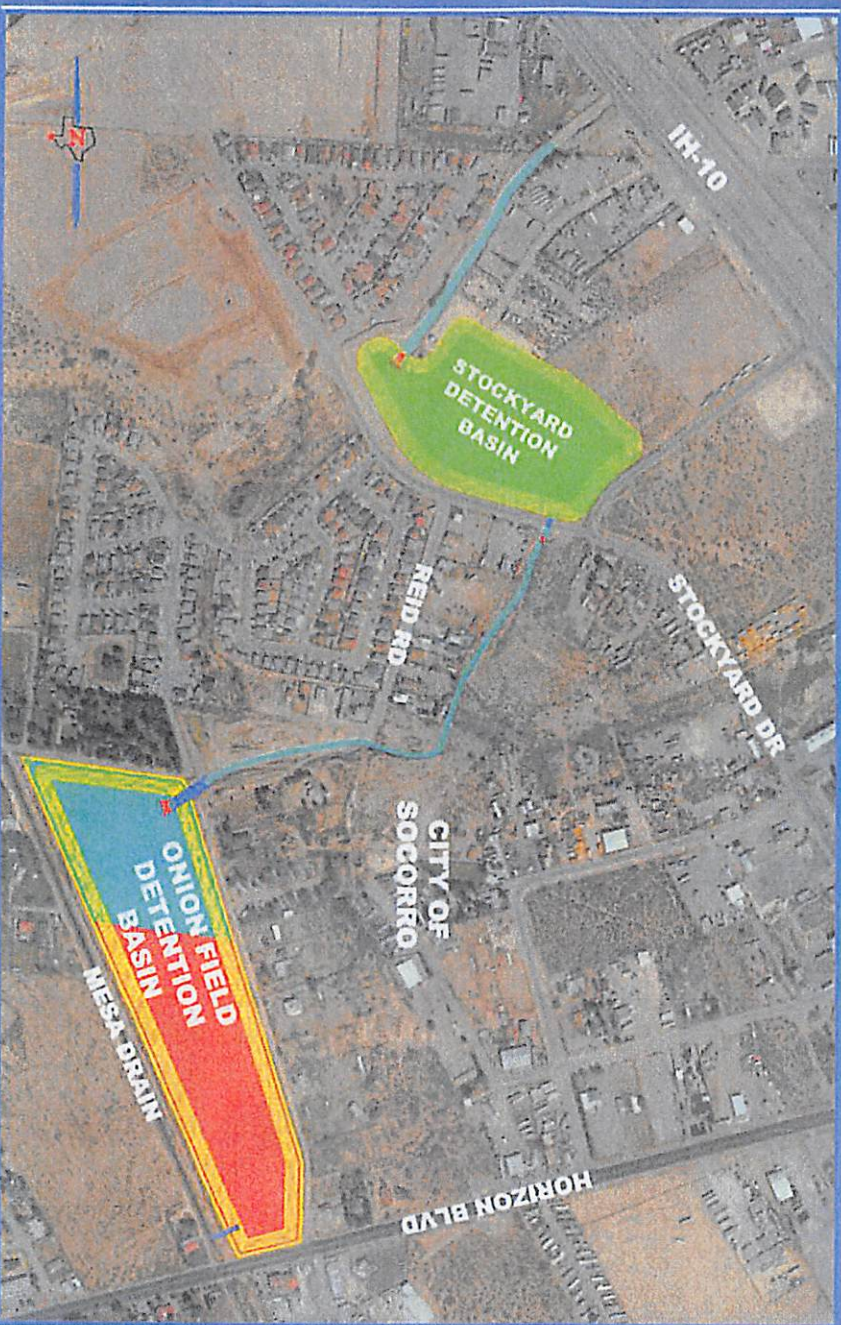 IH-10
N
STOCKYARD
DETENTION
BASIN
STOCKYARD DR
REID RD
CITY OF
SOCORRO
ONION FIELD
DETENTION
BASIN
MESA DRAIN
HORIZON BLVD